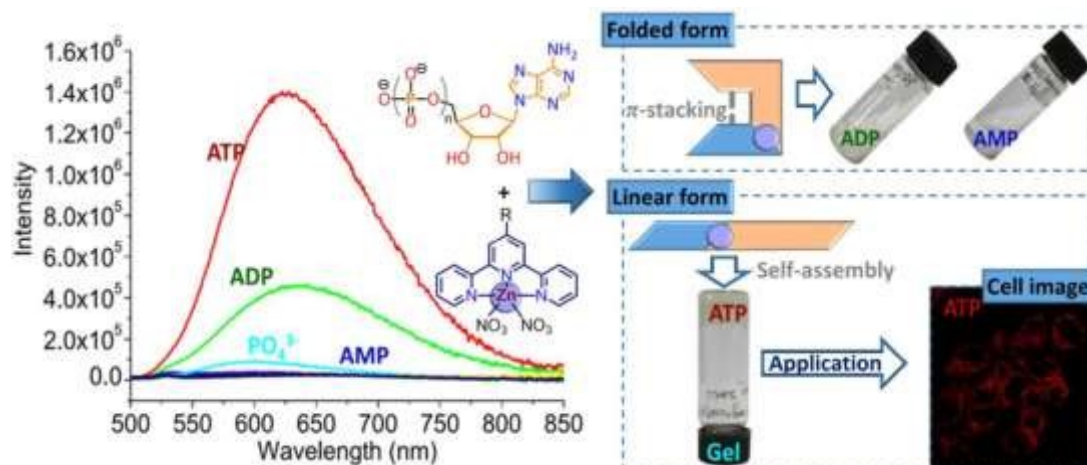 1.6x10⁶
1.4x10⁶
1.2x10⁶
1.0x10⁶
8.0x10⁵
6.0x10⁵
4.0x10⁵
2.0x10⁵
0.0
Intensity
500 550 600 650 700 750 800 850
Wavelength (nm)
ATP
ADP
PO₄³⁻
AMP
⊖
O
⊖O
P
O
O
n
O
HO OH
NH₂
N
N
N
N
+
R
N
N
N
Zn
NO₃ NO₃
Folded form
π-stacking
ADP
AMP
Linear form
Self-assembly
ATP
Gel
Application
Cell image
ATP